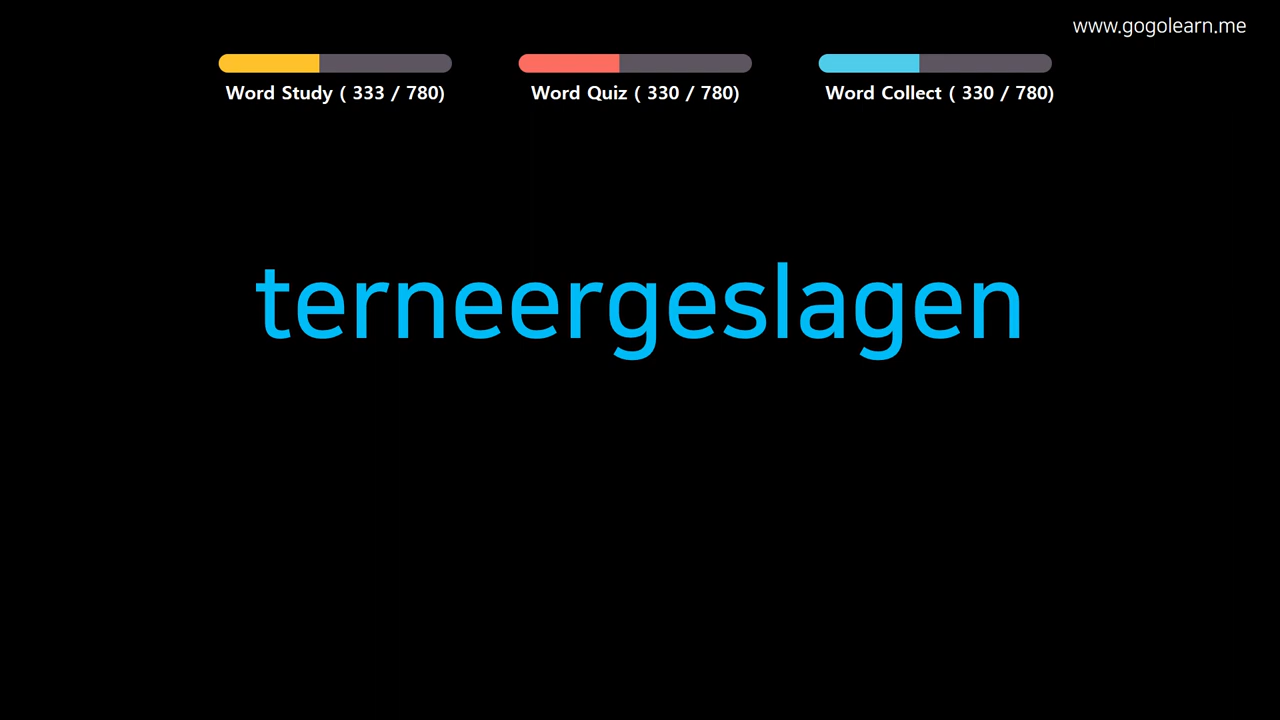 www.gogolearn.me
Word Study ( 333 / 780)
Word Quiz ( 330 / 780)
Word Collect ( 330 / 780)
terneergeslagen